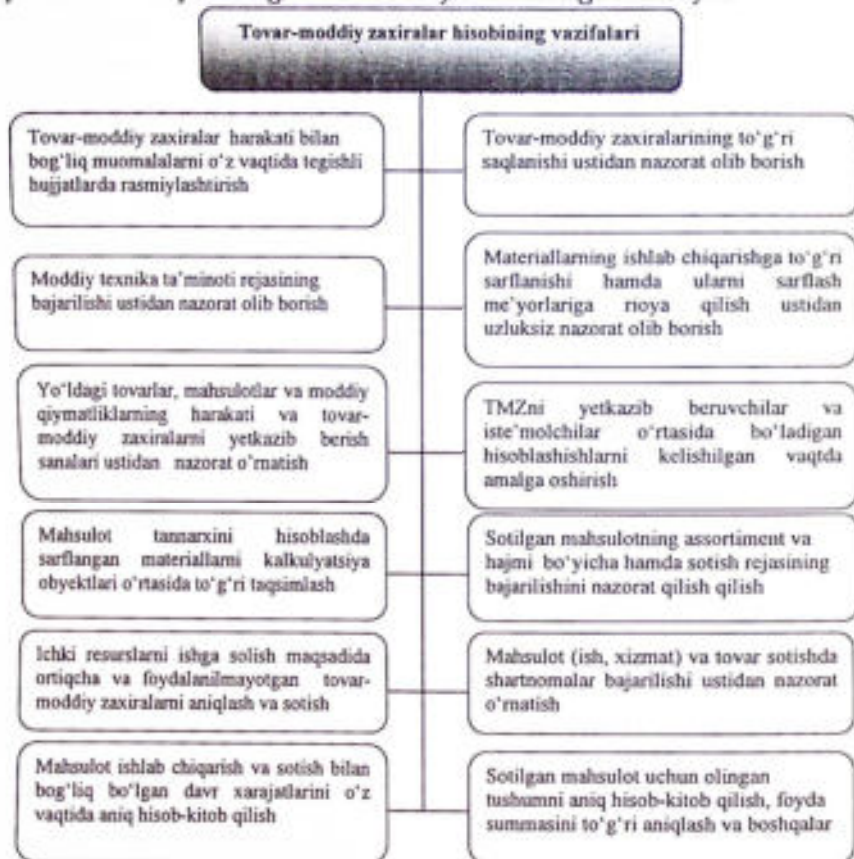 Tovar-moddiy zaxiralar hisobining vazifalari
Tovar-moddiy zaxiralar harakati bilan
bog‘liq muomalalarni o‘z vaqtida tegishli
hujjatlarda rasmiylashtirish
Tovar-moddiy zaxiralarining to‘g‘ri
saqlanishi ustidan nazorat olib borish
Moddiy texnika ta’minoti rejasining
bajarilishi ustidan nazorat olib borish
Materiallarning ishlab chiqarishga to‘g‘ri
sarflanishi hamda ularni sarflash
me’yorlariga rioya qilish ustidan
uzluksiz nazorat olib borish
Yo‘ldagi tovarlar, mahsulotlar va moddiy
qiymatliklarning harakati va tovar-
moddiy zaxiralarni yetkazib berish
sanalari ustidan nazorat o‘rnatish
TMZni yetkazib beruvchilar va
iste’molchilar o‘rtasida bo‘ladigan
hisoblashishlarni kelishilgan vaqtda
amalga oshirish
Mahsulot tannarxini hisoblashda
sarflangan materiallarni kalkulyatsiya
obyektlari o‘rtasida to‘g‘ri taqsimlash
Sotilgan mahsulotning assortiment va
hajmi bo‘yicha hamda sotish rejasining
bajarilishini nazorat qilish qilish
Ichki resurslarni ishga solish maqsadida
ortiqcha va foydalanilmayotgan tovar-
moddiy zaxiralarni aniqlash va sotish
Mahsulot (ish, xizmat) va tovar sotishda
shartnomalar bajarilishi ustidan nazorat
o‘rnatish
Mahsulot ishlab chiqarish va sotish bilan
bog‘liq bo‘lgan davr xarajatlarini o‘z
vaqtida aniq hisob-kitob qilish
Sotilgan mahsulot uchun olingan
tushumni aniq hisob-kitob qilish, foyda
summasini to‘g‘ri aniqlash va boshqalar